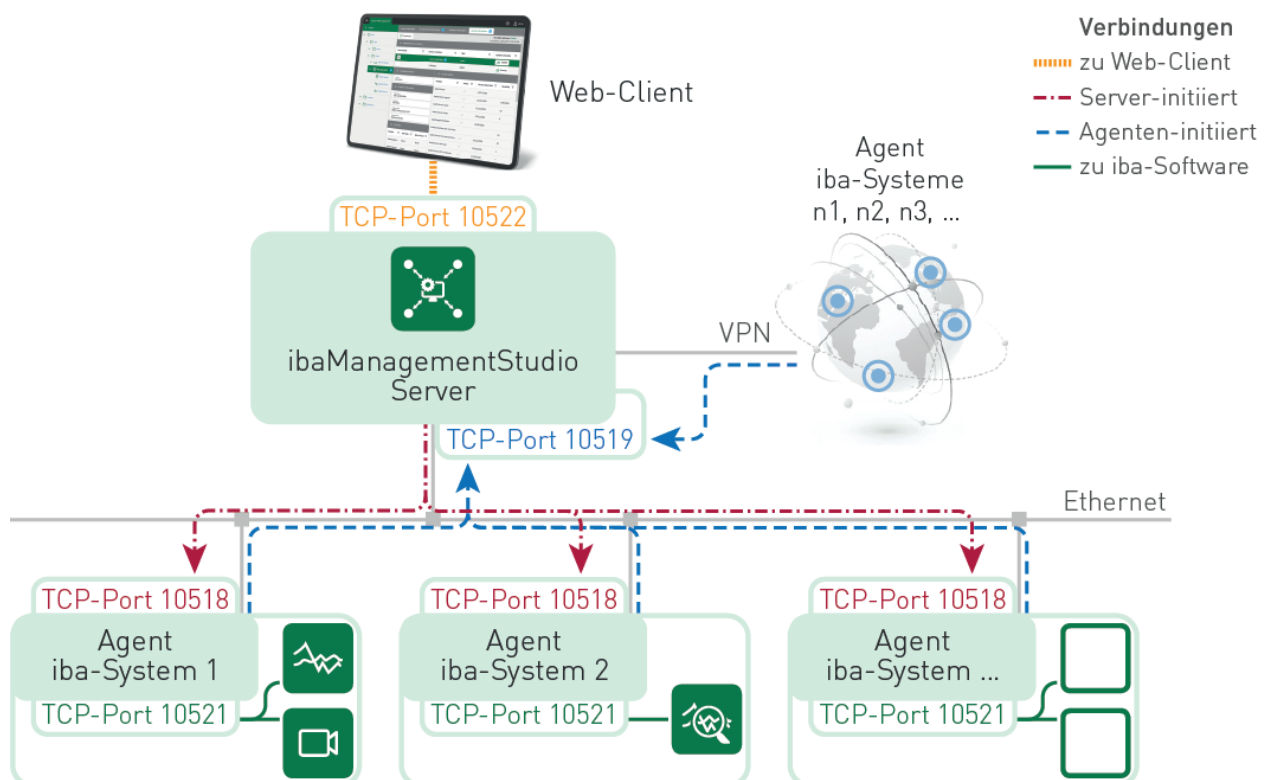 Verbindungen
zu Web-Client
Server-initiiert
Agenten-initiiert
zu iba-Software
Web-Client
Agent
iba-Systeme
n1, n2, n3, ...
TCP-Port 10522
ibaManagementStudio
Server
VPN
TCP-Port 10519
Ethernet
TCP-Port 10518
Agent
iba-System 1
TCP-Port 10521
TCP-Port 10518
Agent
iba-System 2
TCP-Port 10521
TCP-Port 10518
Agent
iba-System ...
TCP-Port 10521